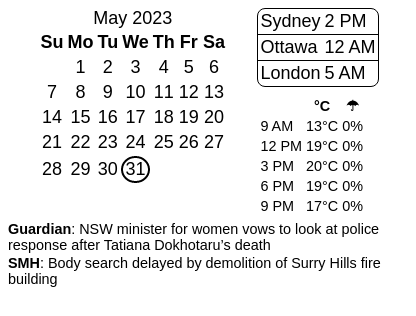 May 2023
Su Mo Tu We Th Fr Sa
1 2 3 4 5 6
7 8 9 10 11 12 13
14 15 16 17 18 19 20
21 22 23 24 25 26 27
28 29 30 31
Sydney 2 PM
Ottawa 12 AM
London 5 AM
°C ☂
9 AM 13°C 0%
12 PM 19°C 0%
3 PM 20°C 0%
6 PM 19°C 0%
9 PM 17°C 0%
Guardian: NSW minister for women vows to look at police
response after Tatiana Dokhotaru’s death
SMH: Body search delayed by demolition of Surry Hills fire
building